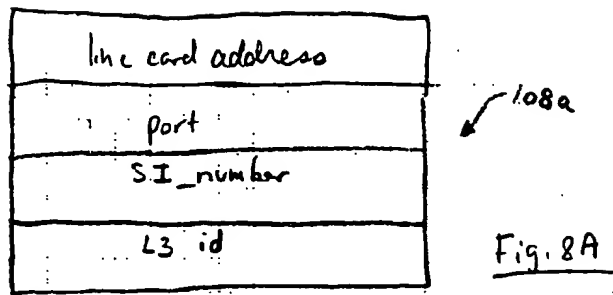 line card address
108a
port
SI_number
L3 id
Fig. 8A